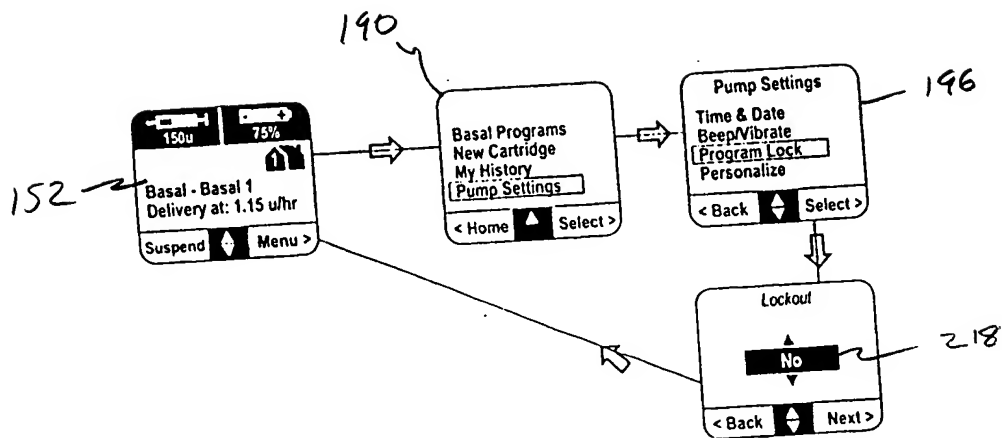 190
196
152
218
150u 75%
1
Basal - Basal 1
Delivery at: 1.15 u/hr
Suspend Menu >
Basal Programs
New Cartridge
My History
Pump Settings
< Home Select >
Pump Settings
Time & Date
Beep/Vibrate
Program Lock
Personalize
< Back Select >
Lockout
No
< Back Next >